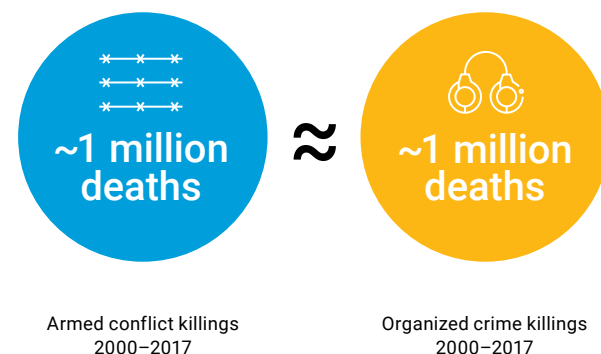 ~1 million
deaths
≈
~1 million
deaths
Armed conflict killings
2000–2017
Organized crime killings
2000–2017